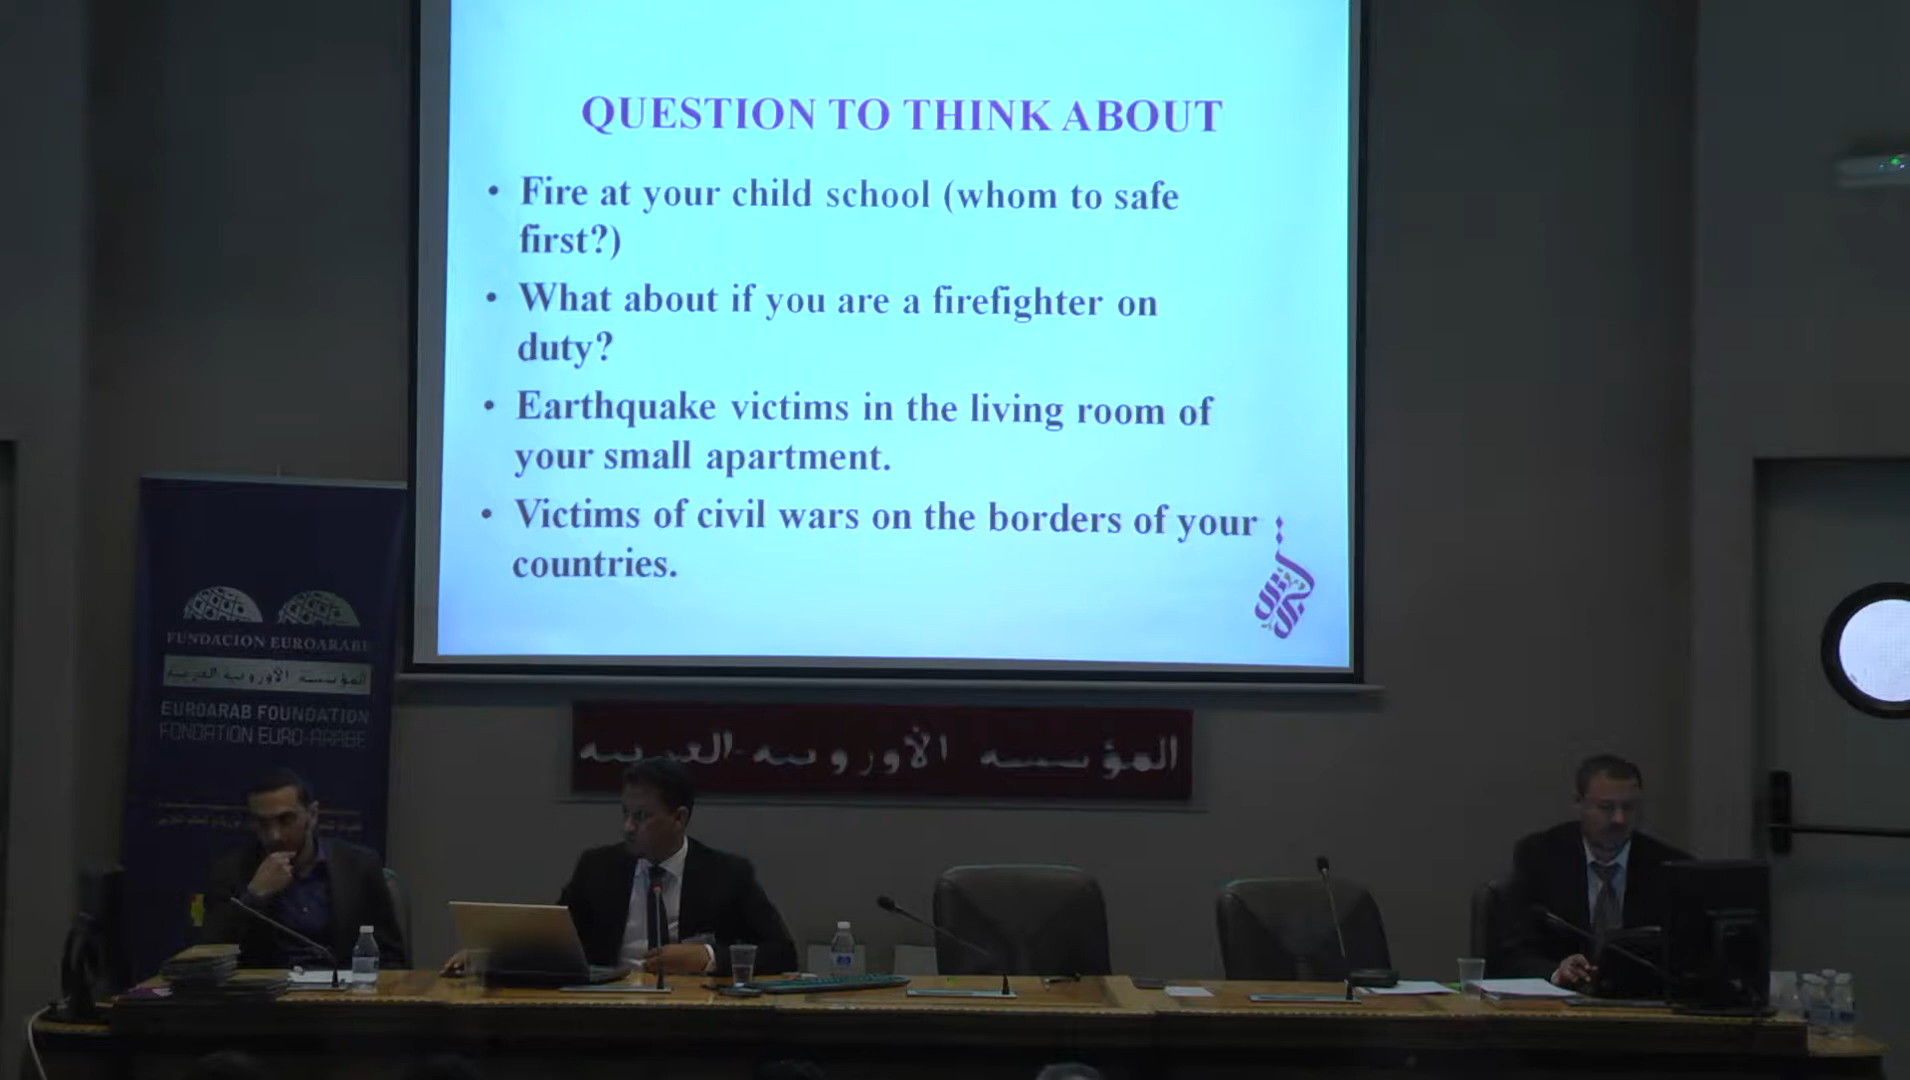 QUESTION TO THINK ABOUT
• Fire at your child school (whom to safe
first?)
• What about if you are a firefighter on
duty?
• Earthquake victims in the living room of
your small apartment.
• Victims of civil wars on the borders of your
countries.
FUNDACION EUROARABE
المؤسسة الأوروبية-العربية
EUROARAB FOUNDATION
FONDATION EURO-ARABE
المؤسسة الأوروبية-العربية